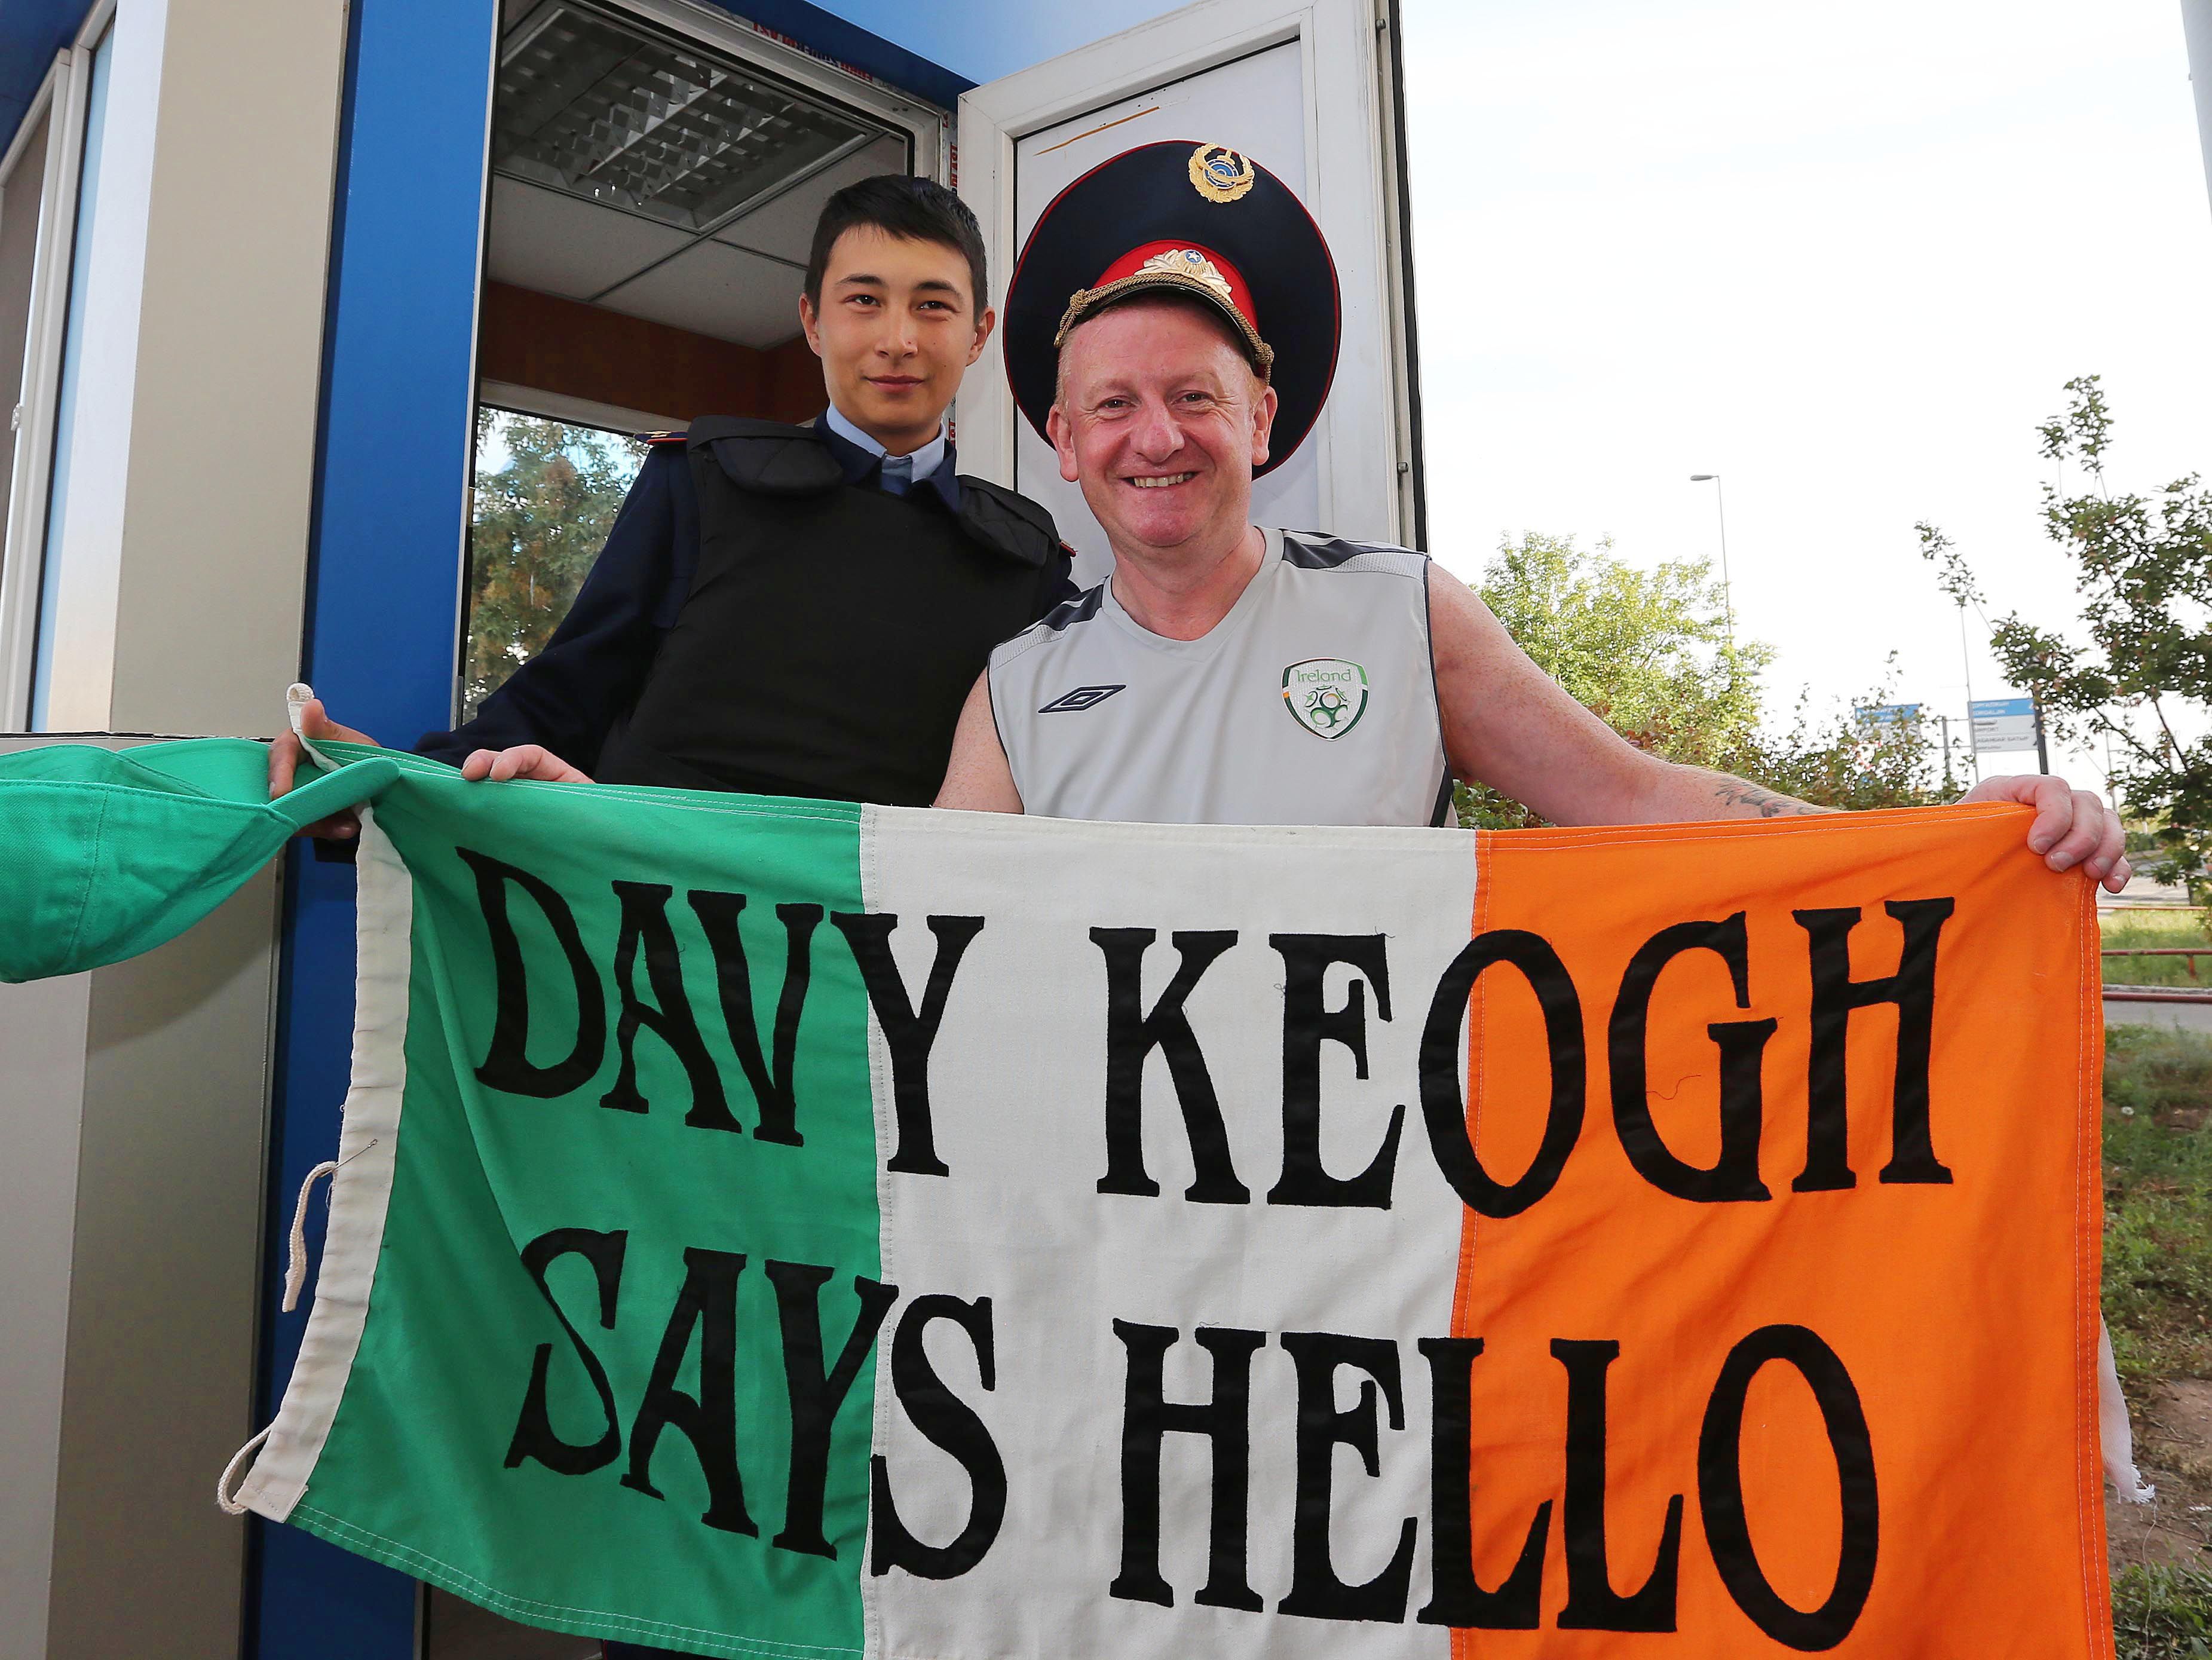 Ireland
DAVY KEOGH
SAYS HELLO